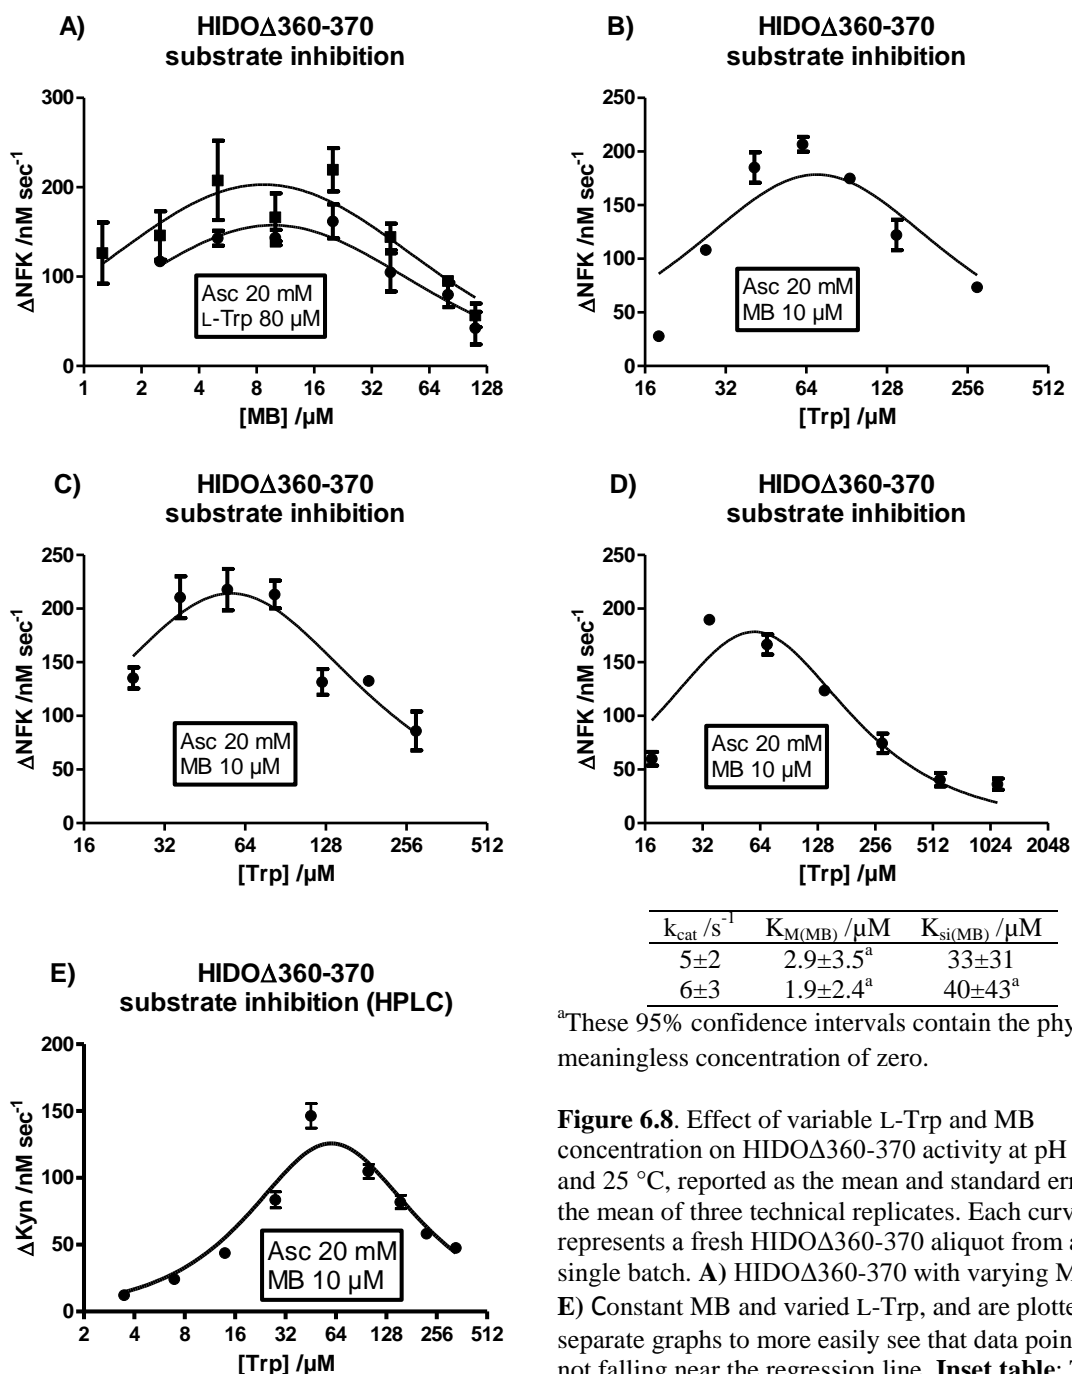 A)
HIDOΔ360-370
substrate inhibition
ΔNFK /nM sec-1
300
200
100
0
Asc 20 mM
L-Trp 80 µM
1 2 4 8 16 32 64 128
[MB] /µM
B)
HIDOΔ360-370
substrate inhibition
ΔNFK /nM sec-1
250
200
150
100
50
0
Asc 20 mM
MB 10 µM
16 32 64 128 256 512
[Trp] /µM
C)
HIDOΔ360-370
substrate inhibition
ΔNFK /nM sec-1
250
200
150
100
50
0
Asc 20 mM
MB 10 µM
16 32 64 128 256 512
[Trp] /µM
D)
HIDOΔ360-370
substrate inhibition
ΔNFK /nM sec-1
250
200
150
100
50
0
Asc 20 mM
MB 10 µM
16 32 64 128 256 512 1024 2048
[Trp] /µM
E)
HIDOΔ360-370
substrate inhibition (HPLC)
ΔKyn /nM sec-1
200
150
100
50
0
Asc 20 mM
MB 10 µM
2 4 8 16 32 64 128 256 512
[Trp] /µM
kcat /s-1 KM(MB) /µM Ksi(MB) /µM
5±2 2.9±3.5a 33±31
6±3 1.9±2.4a 40±43a
aThese 95% confidence intervals contain the phy
meaningless concentration of zero.
Figure 6.8. Effect of variable L-Trp and MB
concentration on HIDOΔ360-370 activity at pH
and 25 °C, reported as the mean and standard err
the mean of three technical replicates. Each curv
represents a fresh HIDOΔ360-370 aliquot from a
single batch. A) HIDOΔ360-370 with varying M
E) Constant MB and varied L-Trp, and are plotte
separate graphs to more easily see that data poin
not falling near the regression line. Inset table: T